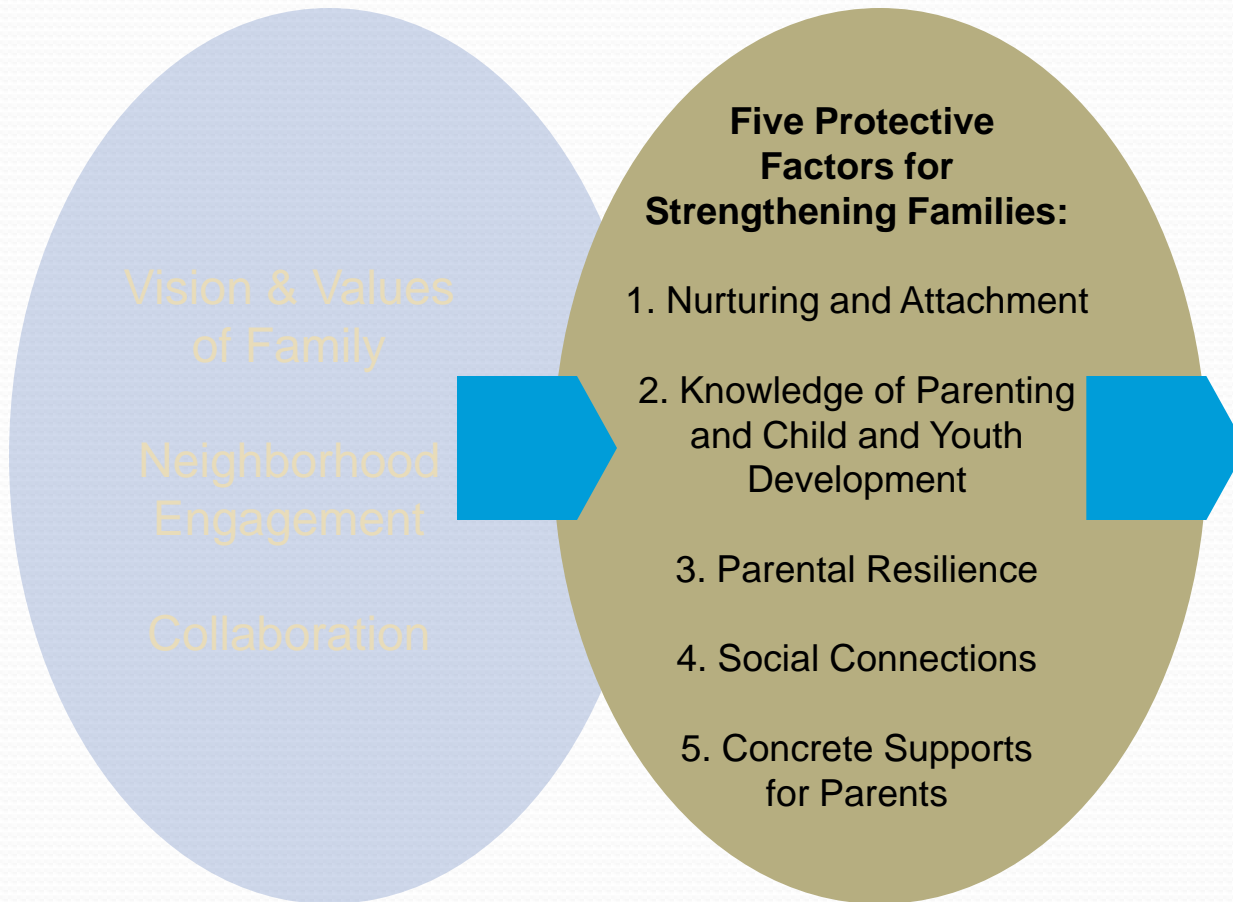 Vision & Values
of Family
Neighborhood
Engagement
Collaboration
Five Protective
Factors for
Strengthening Families:
1. Nurturing and Attachment
2. Knowledge of Parenting
and Child and Youth
Development
3. Parental Resilience
4. Social Connections
5. Concrete Supports
for Parents